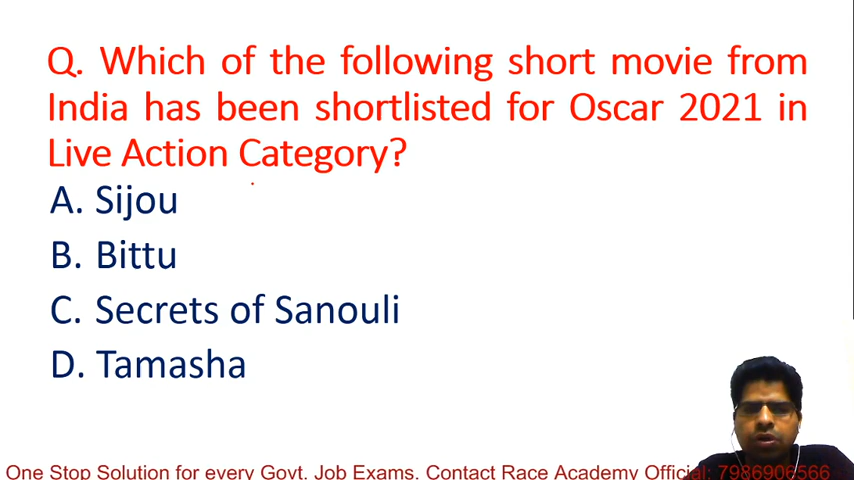 Q. Which of the following short movie from
India has been shortlisted for Oscar 2021 in
Live Action Category?
A. Sijou
B. Bittu
C. Secrets of Sanouli
D. Tamasha
One Stop Solution for every Govt. Job Exams. Contact Race Academy Official: 7986906566